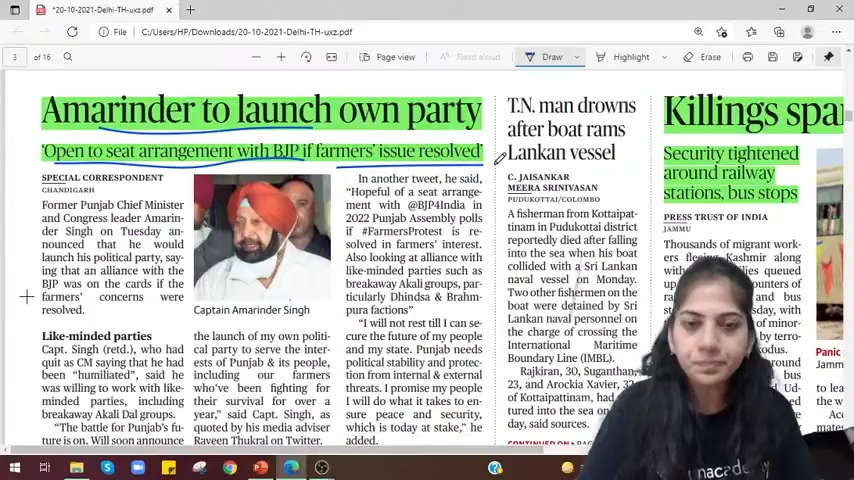 *20-10-2021-Delhi-TH-uxz.pdf
File
C:/Users/HP/Downloads/20-10-2021-Delhi-TH-uxz.pdf
3 of 16
Page view
Read aloud
Draw
Highlight
Erase
Amarinder to launch own party
'Open to seat arrangement with BJP if farmers' issue resolved'
SPECIAL CORRESPONDENT
CHANDIGARH
Former Punjab Chief Minister
and Congress leader Amarin-
der Singh on Tuesday an-
nounced that he would
launch his political party, say-
ing that an alliance with the
BJP was on the cards if the
farmers' concerns were
resolved.
Like-minded parties
Capt. Singh (retd.), who had
quit as CM saying that he had
been "humiliated", said he
was willing to work with like-
minded parties, including
breakaway Akali Dal groups.
"The battle for Punjab's fu-
ture is on. Will soon announce
Captain Amarinder Singh
the launch of my own politi-
cal party to serve the inter-
ests of Punjab & its people,
including our farmers
who've been fighting for
their survival for over a
year," said Capt. Singh, as
quoted by his media adviser
Raveen Thukral on Twitter.
In another tweet, he said,
"Hopeful of a seat arrange-
ment with @BJP4India in
2022 Punjab Assembly polls
if #FarmersProtest is re-
solved in farmers' interest.
Also looking at alliance with
like-minded parties such as
breakaway Akali groups, par-
ticularly Dhindsa & Brahm-
pura factions"
"I will not rest till I can se-
cure the future of my people
and my state. Punjab needs
political stability and protec-
tion from internal & external
threats. I promise my people
I will do what it takes to en-
sure peace and security,
which is today at stake," he
added.
T.N. man drowns
after boat rams
Lankan vessel
C. JAISANKAR
MEERA SRINIVASAN
PUDUKOTTAI/COLOMBO
A fisherman from Kottaipat-
tinam in Pudukottai district
reportedly died after falling
into the sea when his boat
collided with a Sri Lankan
naval vessel on Monday.
Two other fishermen on the
boat were detained by Sri
Lankan naval personnel on
the charge of crossing the
International Maritime
Boundary Line (IMBL).
Rajkiran, 30, Suganthan,
23, and Arockia Xavier, 32,
of Kottaipattinam, had
tured into the sea on
day, said sources.
CONTINUED ON
Killings spa
Security tightened
around railway
stations, bus stops
PRESS TRUST OF INDIA
JAMMU
Thousands of migrant work-
ers fleeing Kashmir along
with
queued
Panic
Jamm
to lea
unacademy